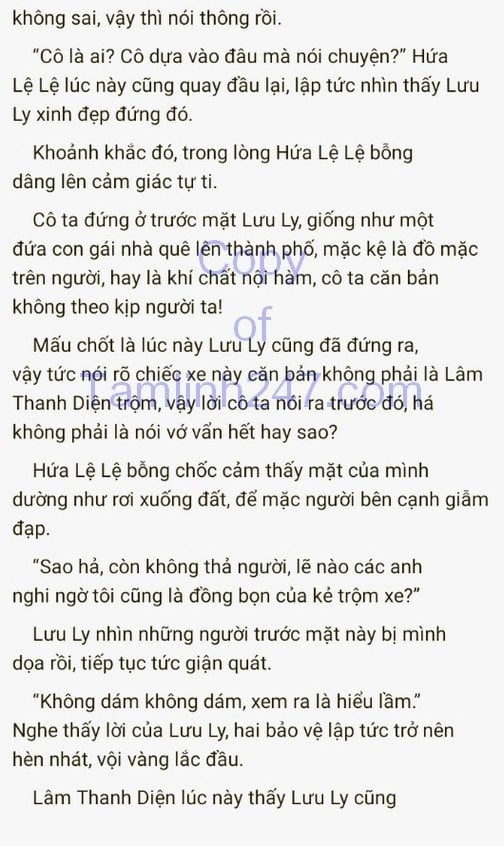 không sai, vậy thì nói thông rồi.
“Cô là ai? Cô dựa vào đâu mà nói chuyện?” Hứa
Lệ Lệ lúc này cũng quay đầu lại, lập tức nhìn thấy Lưu
Ly xinh đẹp đứng đó.
Khoảnh khắc đó, trong lòng Hứa Lệ Lệ bỗng
dâng lên cảm giác tự ti.
Cô ta đứng ở trước mặt Lưu Ly, giống như một
đứa con gái nhà quê lên thành phố, mặc kệ là đồ mặc
trên người, hay là khí chất nội hàm, cô ta căn bản
không theo kịp người ta!
Mấu chốt là lúc này Lưu Ly cũng đã đứng ra,
vậy tức nói rõ chiếc xe này căn bản không phải là Lâm
Thanh Diện trộm, vậy lời cô ta nói ra trước đó, há
không phải là nói vớ vẩn hết hay sao?
Hứa Lệ Lệ bỗng chốc cảm thấy mặt của mình
dường như rơi xuống đất, để mặc người bên cạnh giẫm
đạp.
“Sao hả, còn không thả người, lẽ nào các anh
nghi ngờ tôi cũng là đồng bọn của kẻ trộm xe?”
Lưu Ly nhìn những người trước mặt này bị mình
dọa rồi, tiếp tục tức giận quát.
“Không dám không dám, xem ra là hiểu lầm.”
Nghe thấy lời của Lưu Ly, hai bảo vệ lập tức trở nên
hèn nhát, vội vàng lắc đầu.
Lâm Thanh Diện lúc này thấy Lưu Ly cũng
Copy
of
Tamlinh247.com